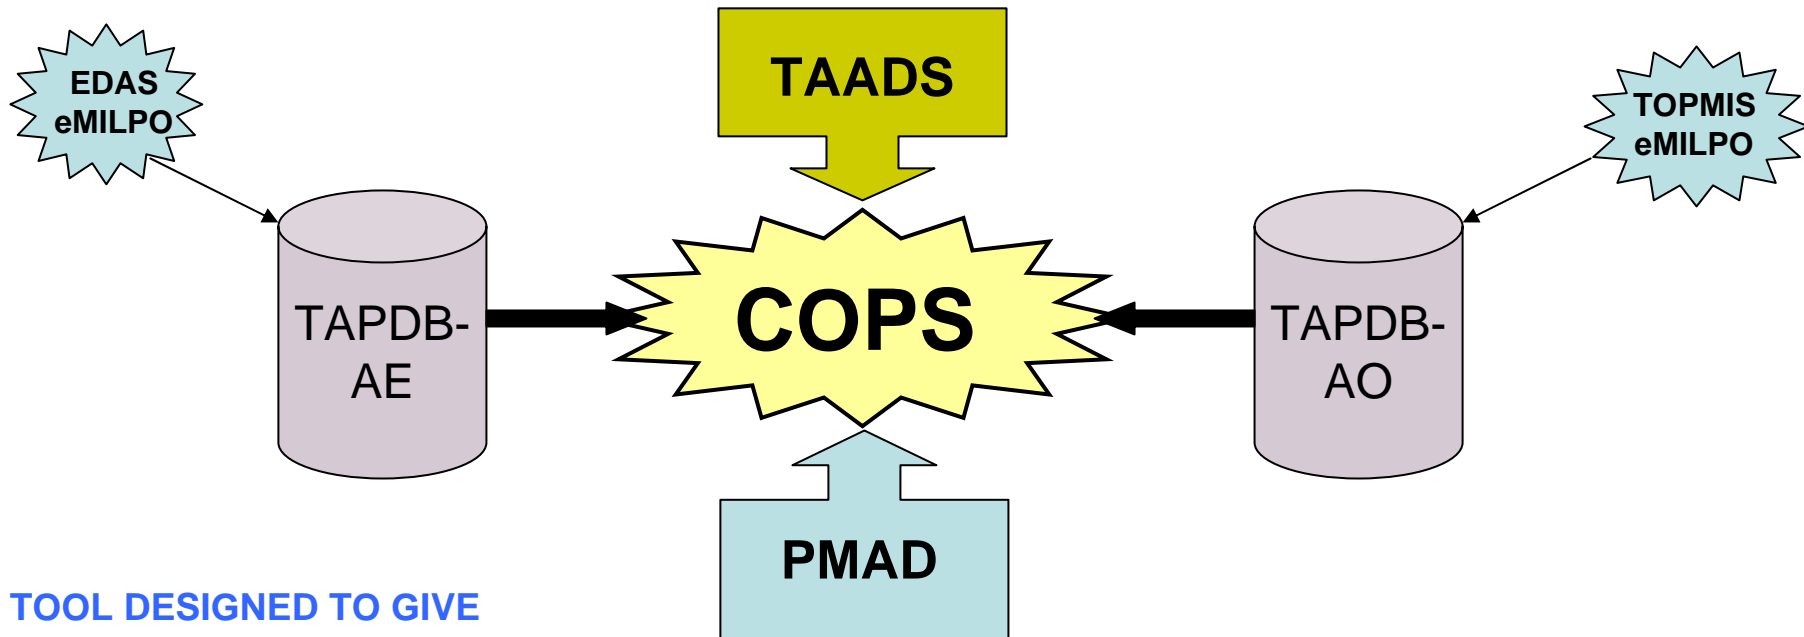 EDAS
eMILPO
TAADS
TOPMIS
eMILPO
TAPDB-
AE
COPS
TAPDB-
AO
PMAD
TOOL DESIGNED TO GIVE